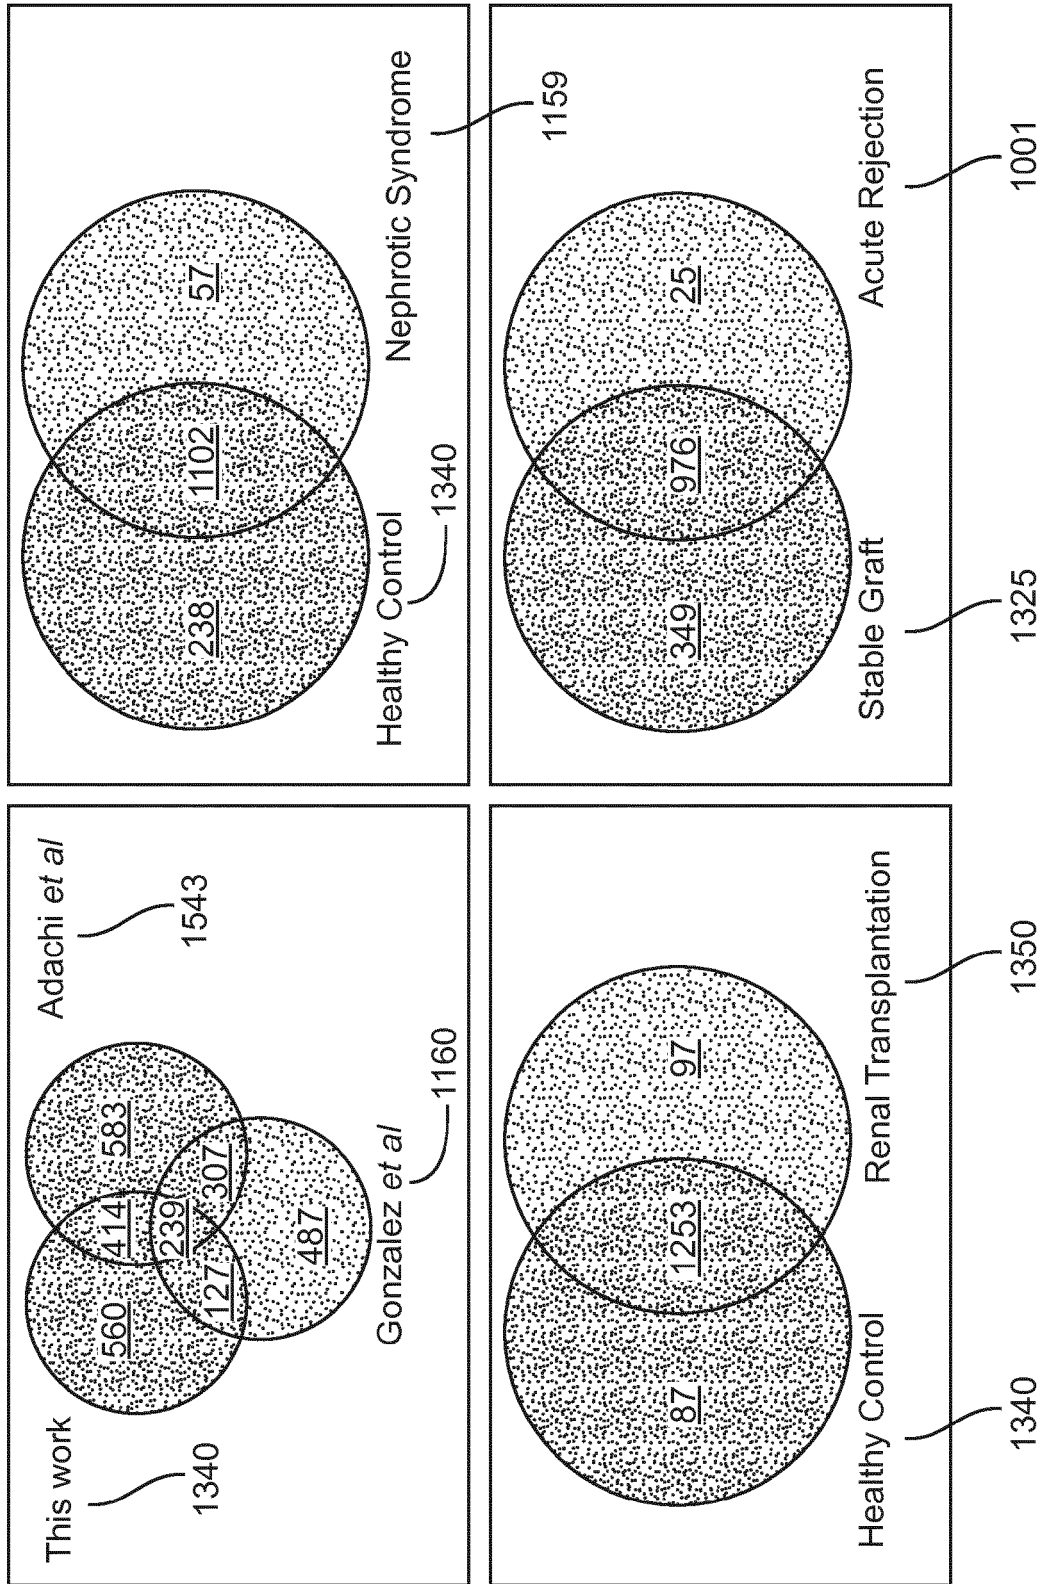 This work
1340
Adachi et al
1543
560
414
583
239
127
307
487
Gonzalez et al
1160
238
1102
57
Healthy Control
1340
Nephrotic Syndrome
1159
87
1253
97
Healthy Control
1340
Renal Transplantation
1350
349
976
25
Stable Graft
1325
Acute Rejection
1001